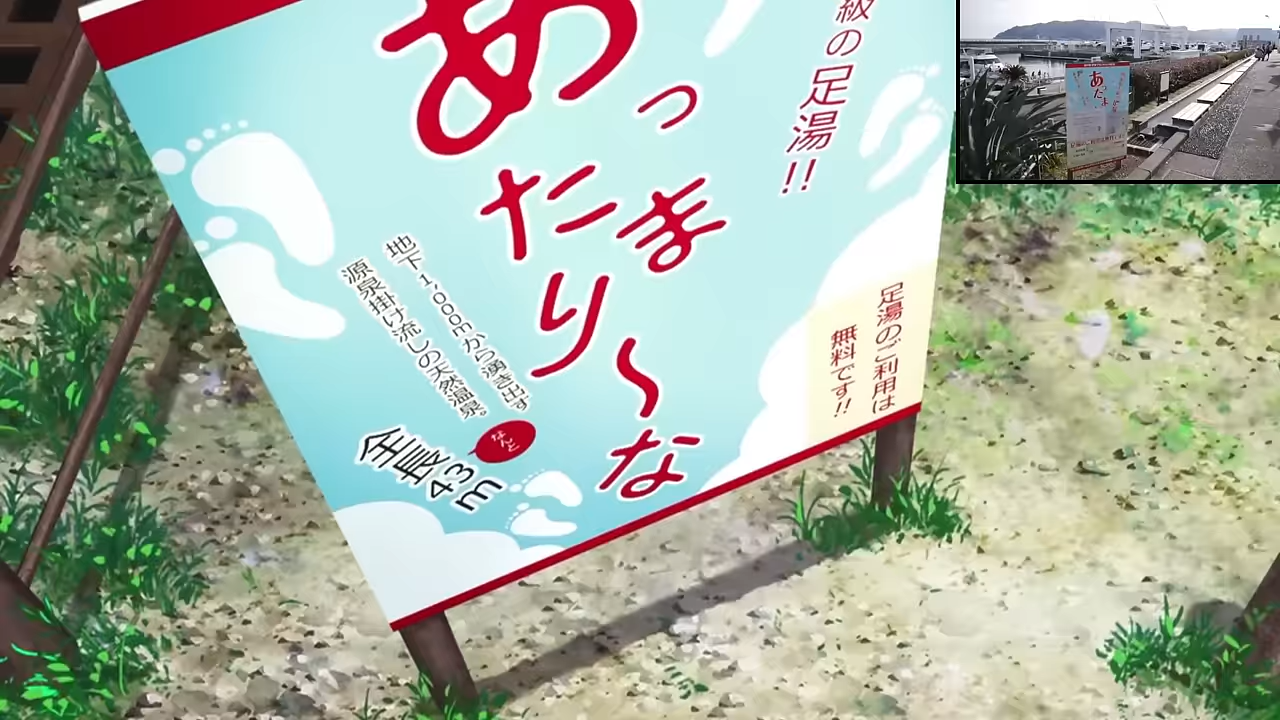 級の足湯!!
あったまり〜な
足湯のご利用は
無料です!!
地下1,000mから湧き出す
源泉掛け流しの天然温泉。
なんと
全長43m